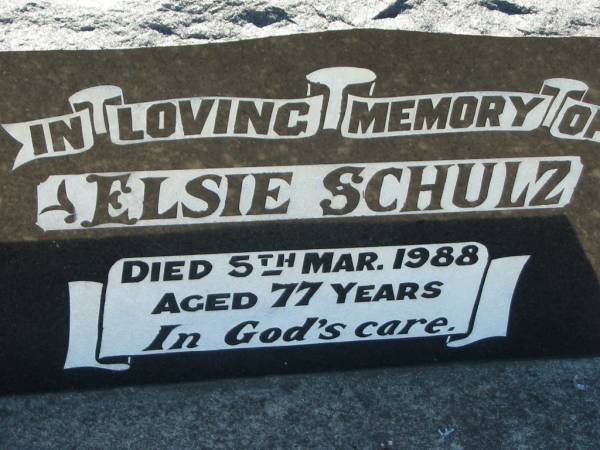 IN LOVING MEMORY OF
ELSIE SCHULZ
DIED 5TH MAR. 1988
AGED 77 YEARS
In God's care.